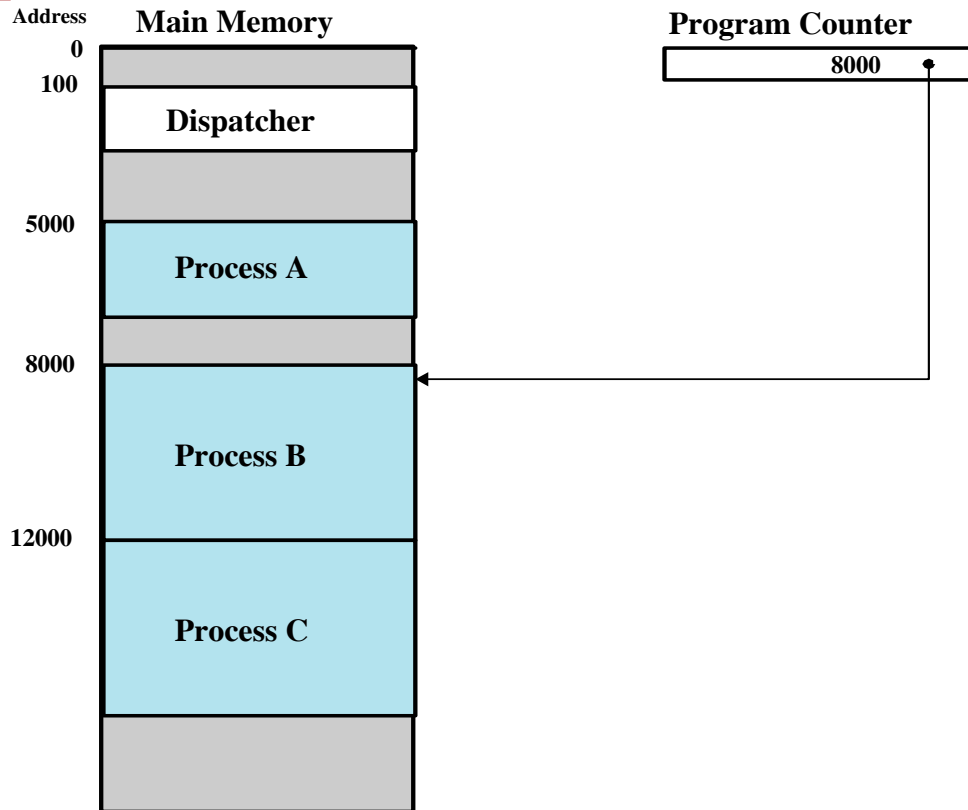 Address
Main Memory
Program Counter
0
8000
100
Dispatcher
5000
Process A
8000
Process B
12000
Process C